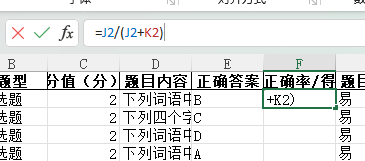 =J2/(J2+K2)
B C D E F
题型 分值（分） 题目内容 正确答案 正确率/得
选题 2 下列词语中 B +K2) 易
选题 2 下列四个字 C 易
选题 2 下列词语中 D 易
选题 2 下列词语中 A 易